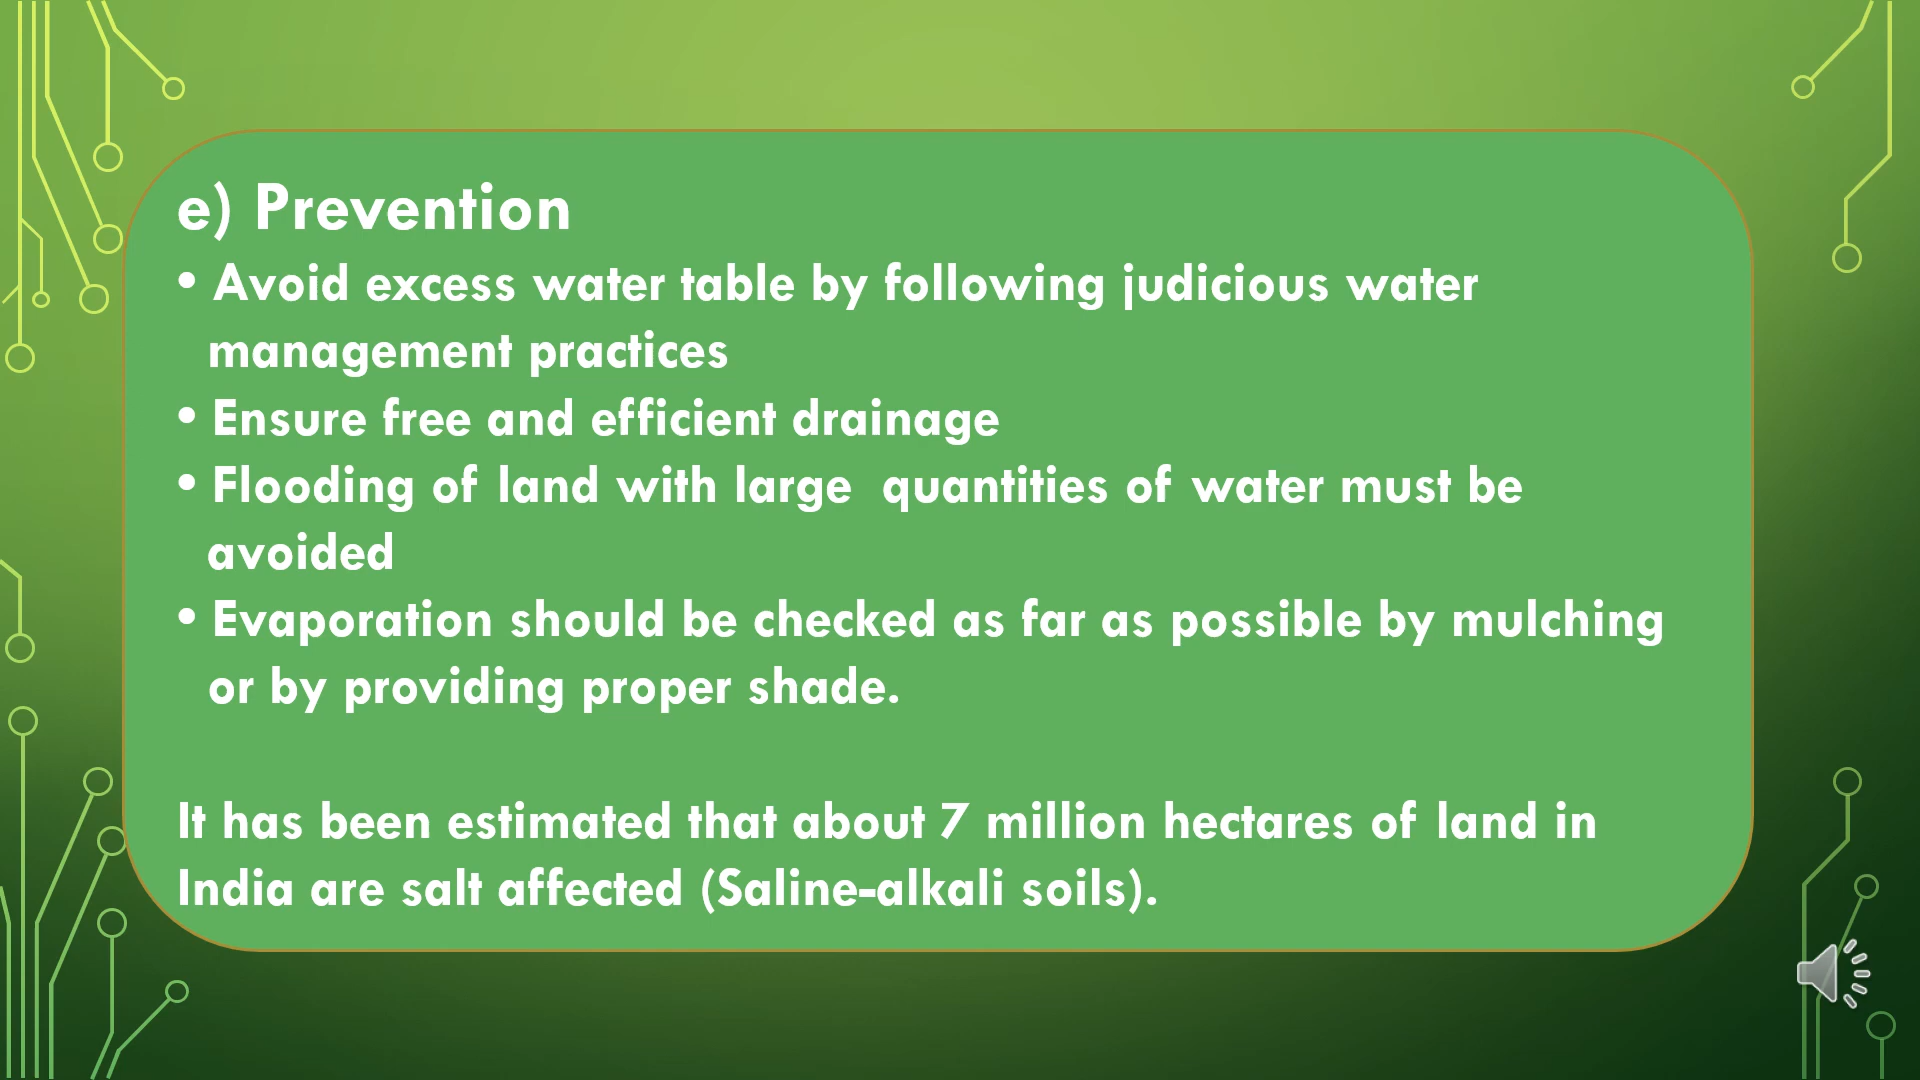 e) Prevention
• Avoid excess water table by following judicious water
management practices
• Ensure free and efficient drainage
• Flooding of land with large  quantities of water must be
avoided
• Evaporation should be checked as far as possible by mulching
or by providing proper shade.
It has been estimated that about 7 million hectares of land in
India are salt affected (Saline-alkali soils).